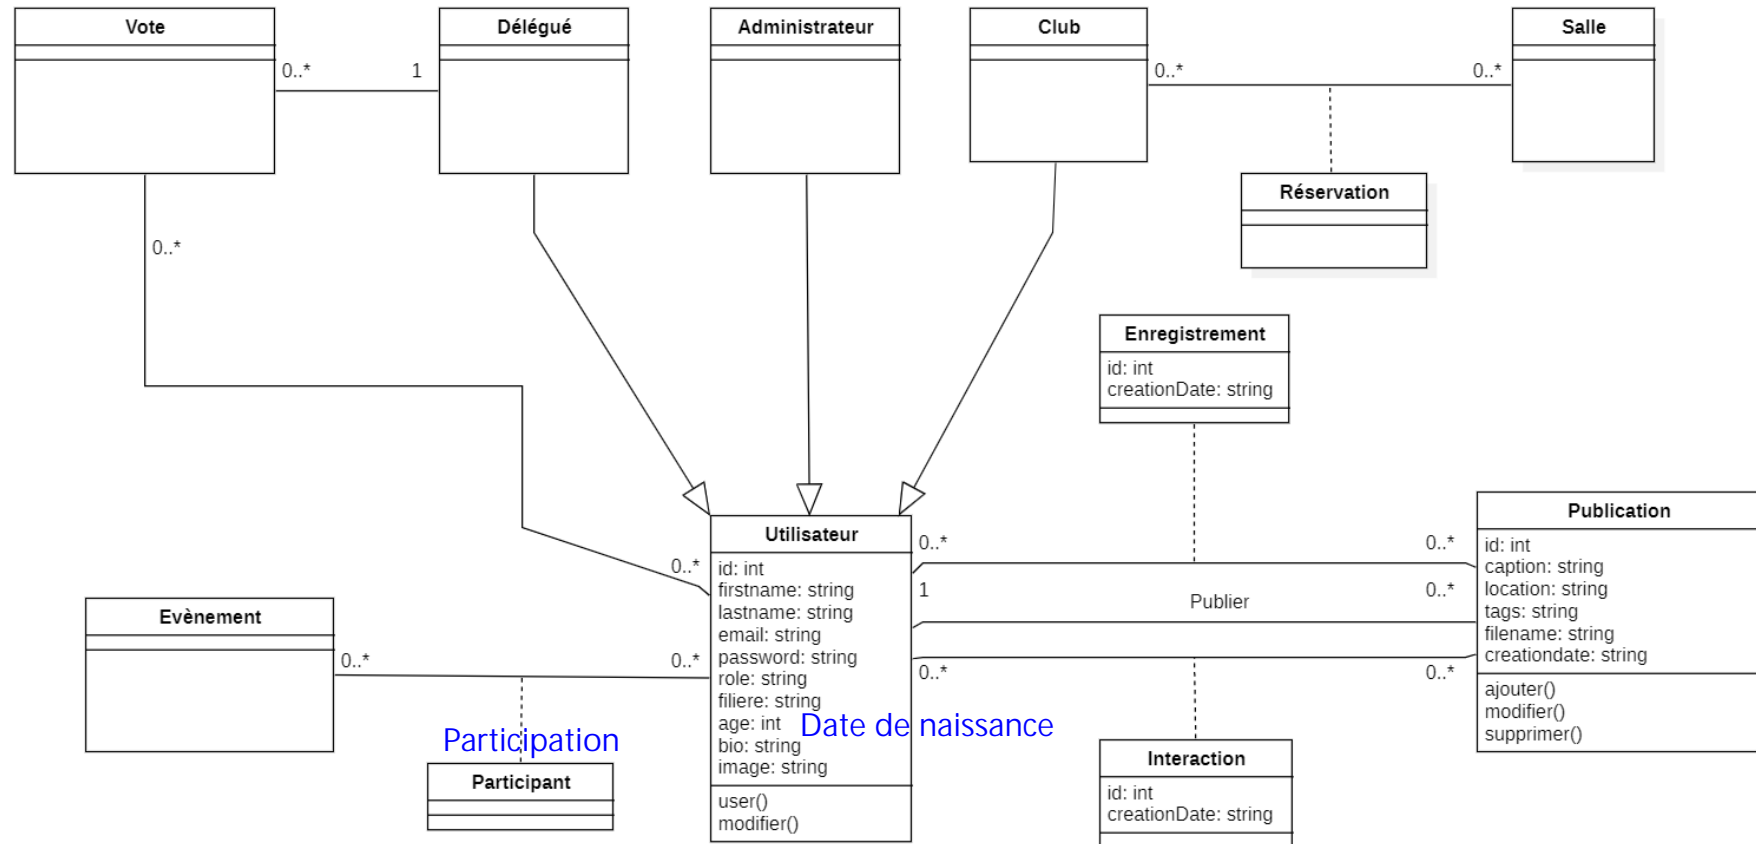 Vote
Délégué
Administrateur
Club
Salle
0..*
1
0..*
0..*
Réservation
0..*
Enregistrement
id: int
creationDate: string
Publication
id: int
caption: string
location: string
tags: string
filename: string
creationdate: string
ajouter()
modifier()
supprimer()
Utilisateur
id: int
firstname: string
lastname: string
email: string
password: string
role: string
filiere: string
age: int
bio: string
image: string
user()
modifier()
Date de naissance
0..*
0..*
0..*
1
Publier
0..*
0..*
0..*
Evènement
0..*
0..*
Participation
Participant
Interaction
id: int
creationDate: string